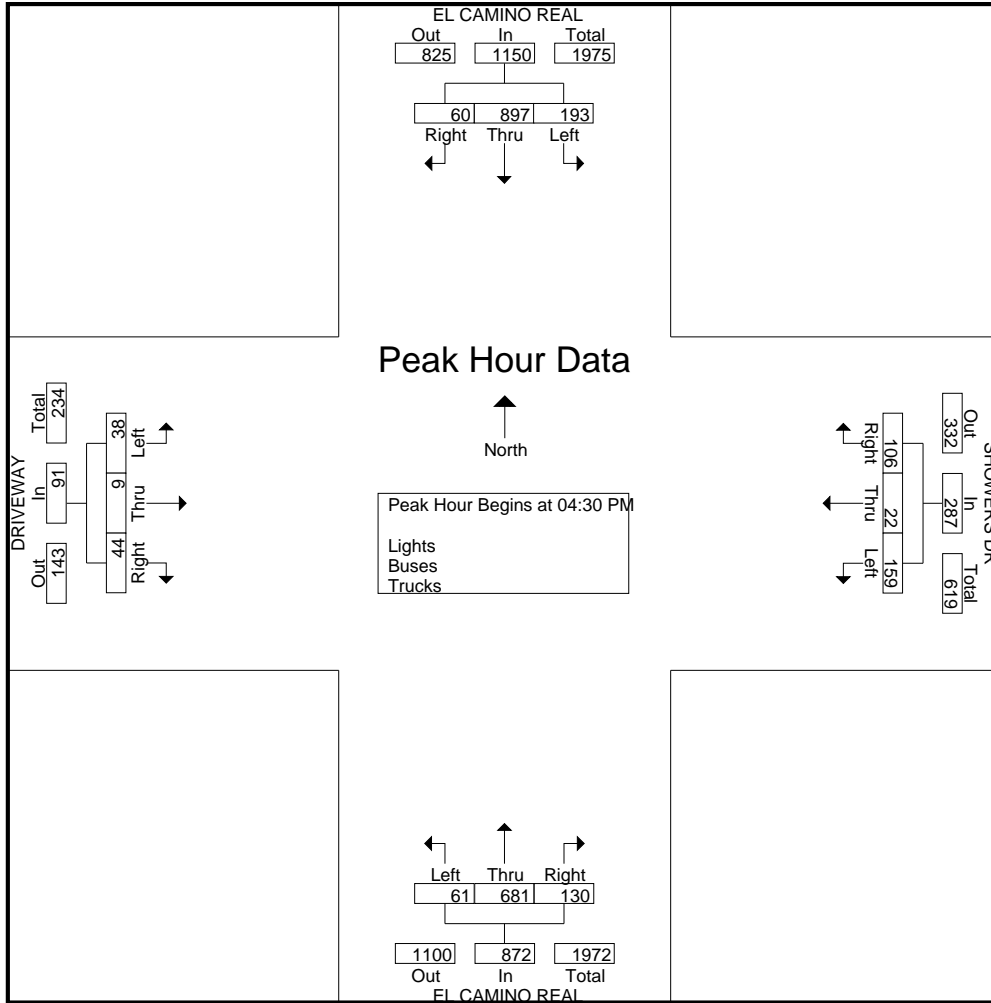 EL CAMINO REAL
Out In Total
825 1150 1975
60 897 193
Right Thru Left
Peak Hour Data
North
Peak Hour Begins at 04:30 PM
Lights
Buses
Trucks
DRIVEWAY
Total In Out
234 91 143
38 9 44
Left Thru Right
Right Thru Left
106 22 159
332 287 619
Out In Total
SHOWERS DR
Left Thru Right
61 681 130
1100 872 1972
Out In Total
EL CAMINO REAL